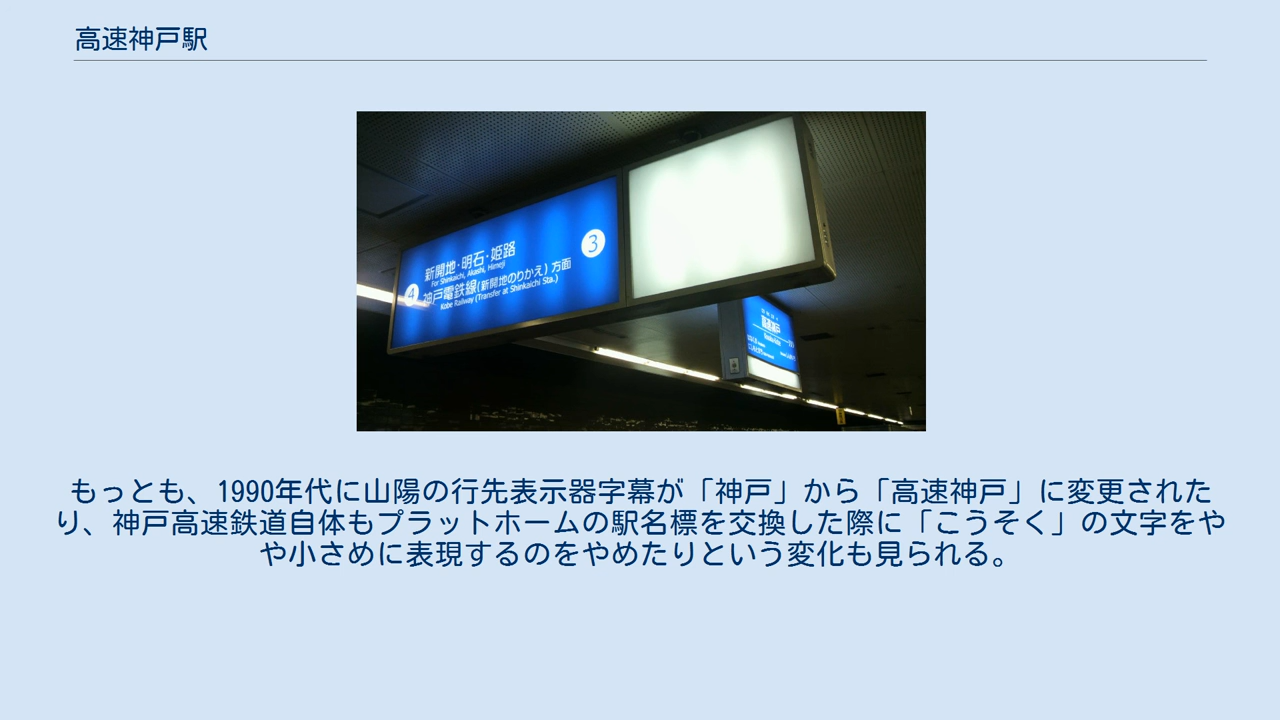 高速神戸駅
新開地・明石・姫路
For Shinkaichi, Akashi, Himeji
3
4
神戸電鉄線(新開地のりかえ)方面
Kobe Railway (Transfer at Shinkaichi Sta.)
高速神戸
もっとも、1990年代に山陽の行先表示器字幕が「神戸」から「高速神戸」に変更された
り、神戸高速鉄道自体もプラットホームの駅名標を交換した際に「こうそく」の文字をや
や小さめに表現するのをやめたりという変化も見られる。